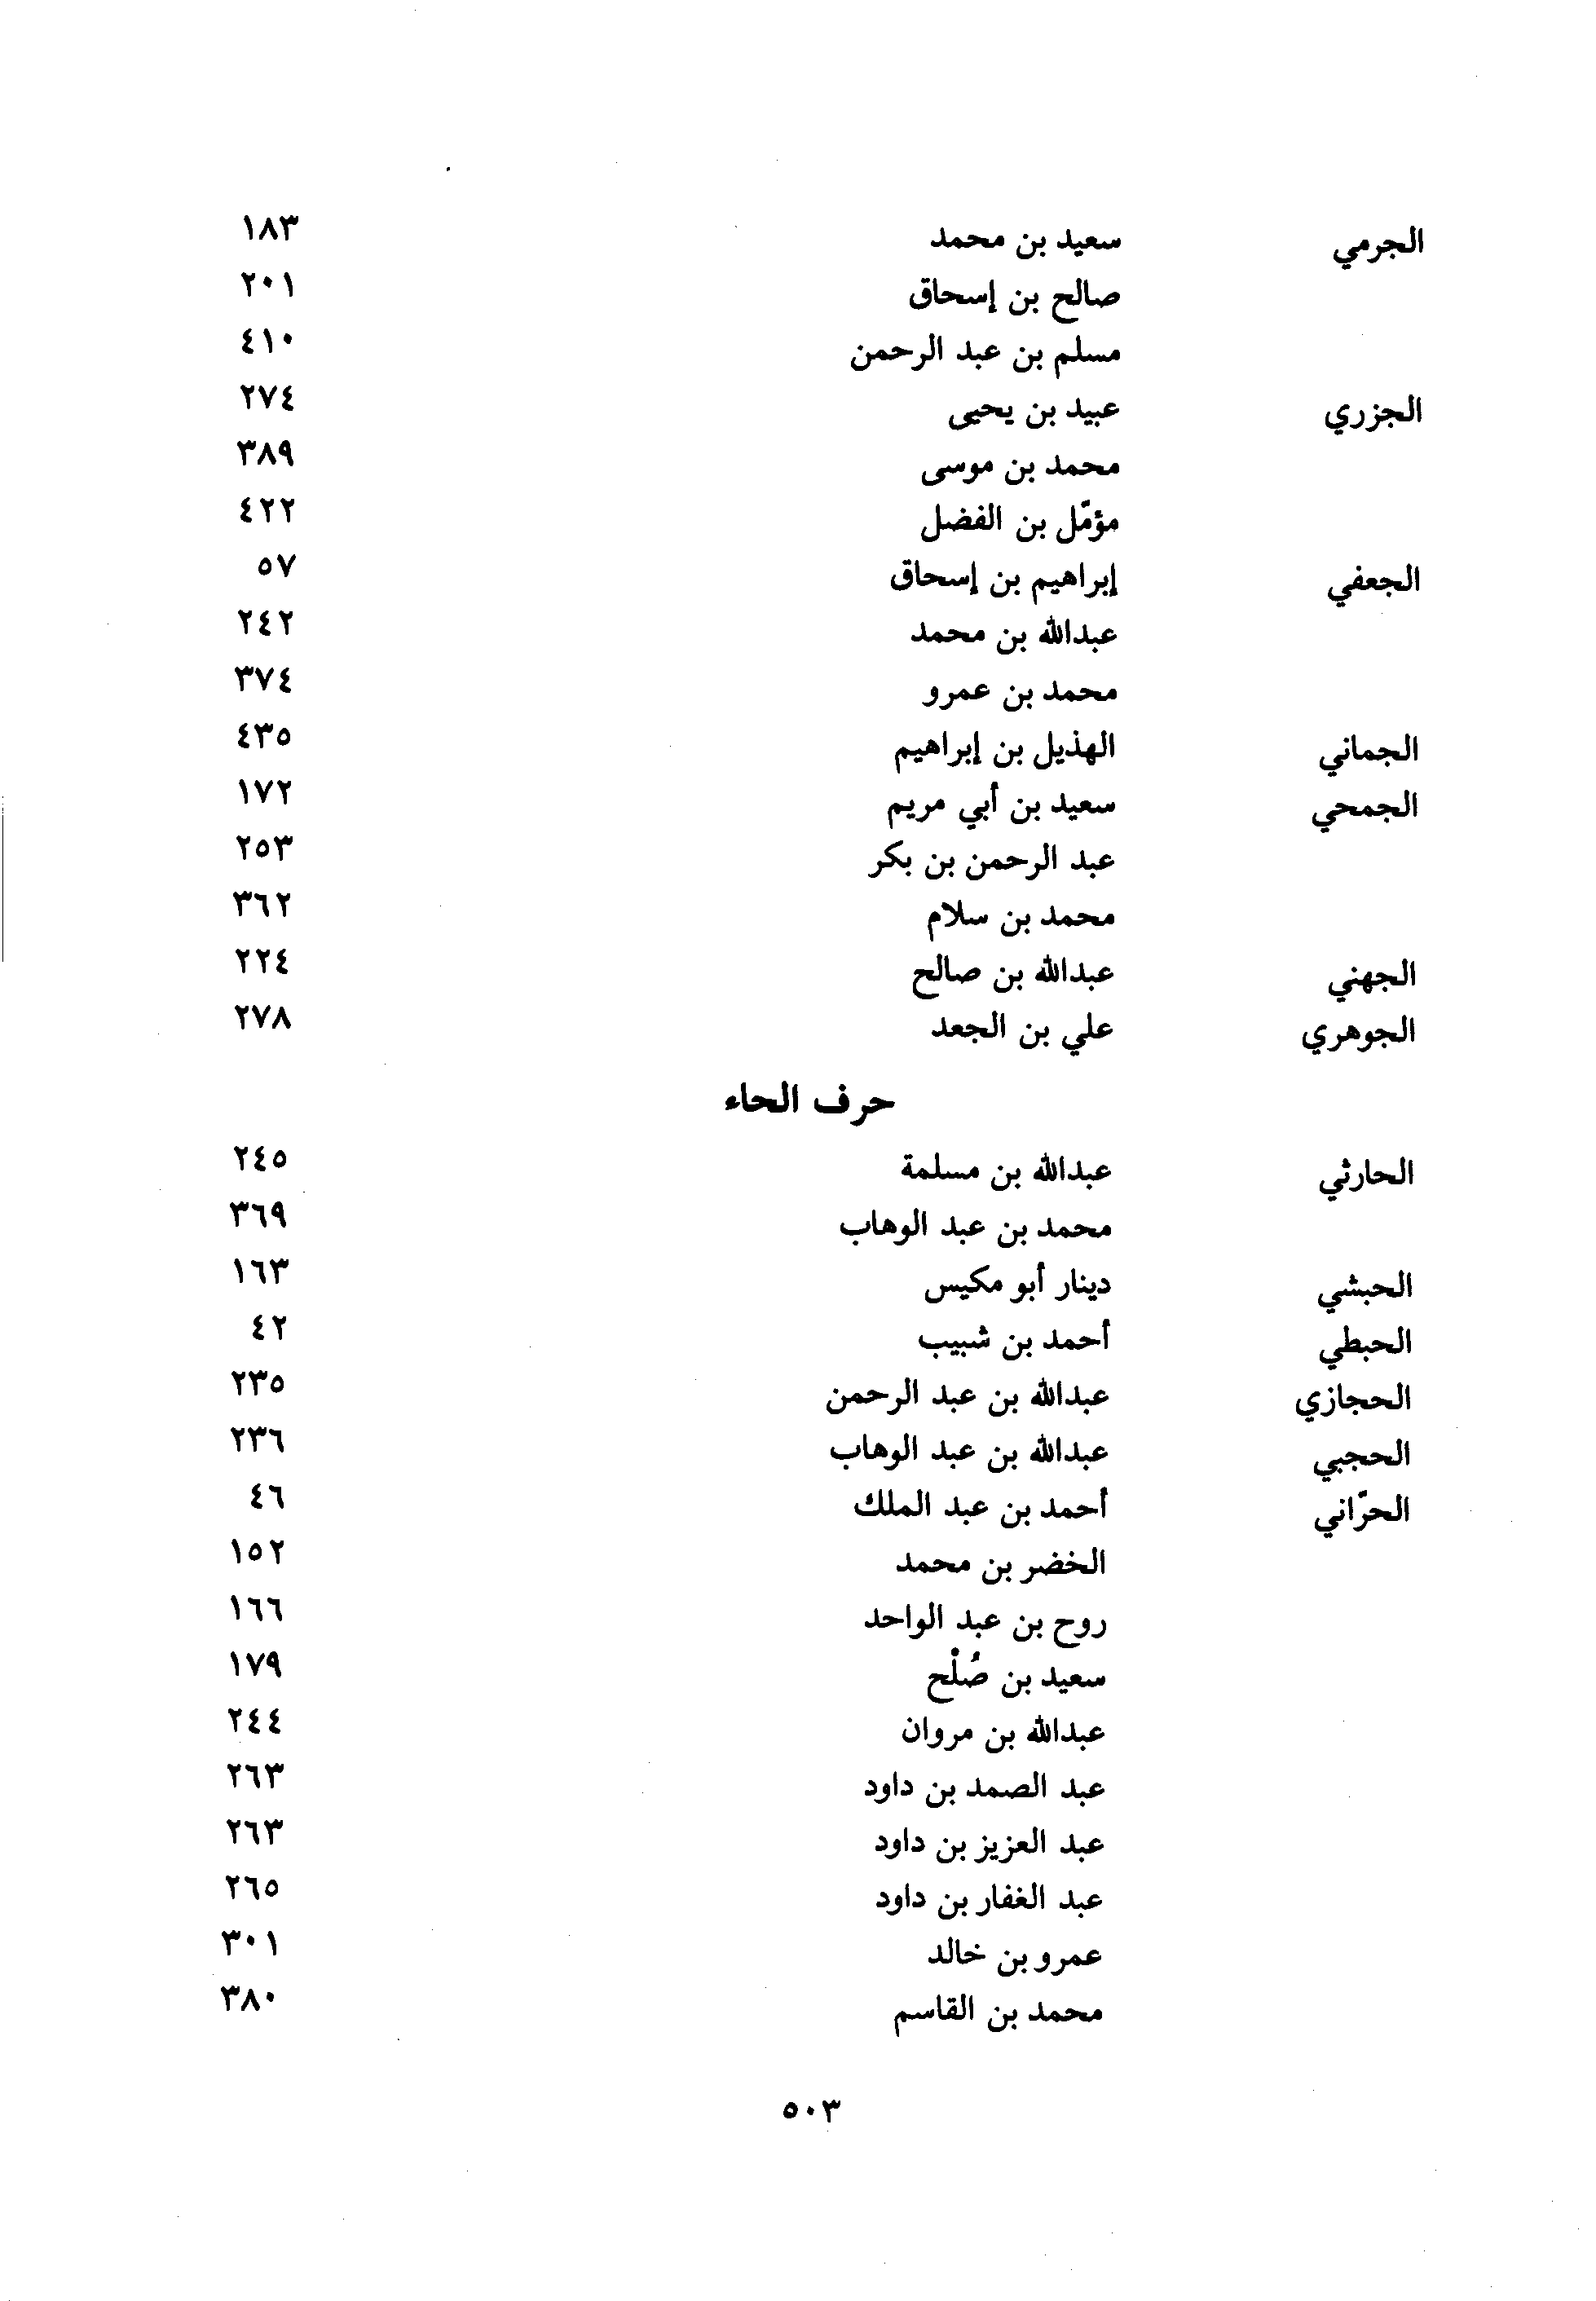 الجرمي سعيد بن محمد ١٨٣
صالح بن إسحاق ٢٠١
مسلم بن عبد الرحمن ٤١٠
الجزري عبيد بن يحيى ٢٧٤
محمد بن موسى ٣٨٩
مؤمّل بن الفضل ٤٢٢
الجعفي إبراهيم بن إسحاق ٥٧
عبدالله بن محمد ٢٤٢
محمد بن عمرو ٣٧٤
الجماني الهذيل بن إبراهيم ٤٣٥
الجمحي سعيد بن أبي مريم ١٧٢
عبد الرحمن بن بكر ٢٥٣
محمد بن سلام ٣٦٢
الجهني عبدالله بن صالح ٢٢٤
الجوهري علي بن الجعد ٢٧٨
حرف الحاء
الحارثي عبدالله بن مسلمة ٢٤٥
محمد بن عبد الوهاب ٣٦٩
الحبشي دينار أبو مكيس ١٦٣
الحبطي أحمد بن شبيب ٤٢
الحجازي عبدالله بن عبد الرحمن ٢٣٥
الحجبي عبدالله بن عبد الوهاب ٢٣٦
الحرّاني أحمد بن عبد الملك ٤٦
الخضر بن محمد ١٥٢
روح بن عبد الواحد ١٦٦
سعيد بن صُلْح ١٧٩
عبدالله بن مروان ٢٤٤
عبد الصمد بن داود ٢٦٣
عبد العزيز بن داود ٢٦٣
عبد الغفار بن داود ٢٦٥
عمرو بن خالد ٣٠١
محمد بن القاسم ٣٨٠
٥٠٣